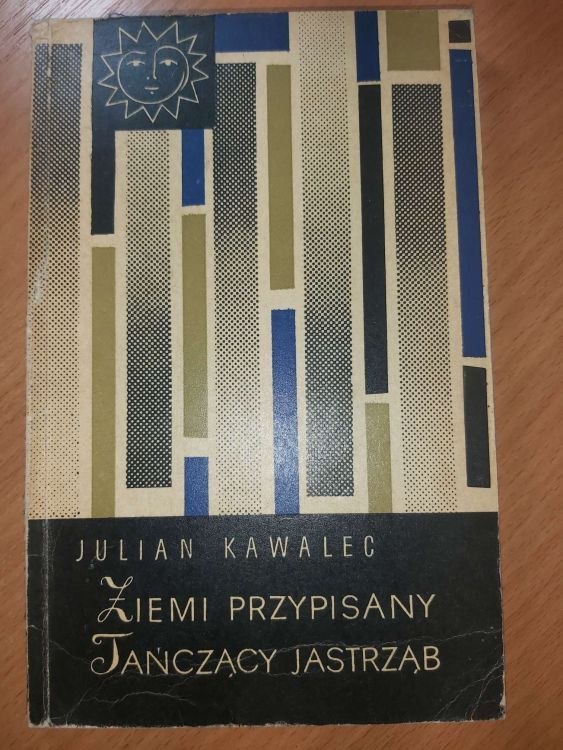 JULIAN KAWALEC
ZIEMI PRZYPISANY
TAŃCZĄCY JASTRZĄB